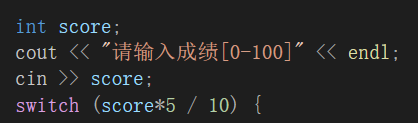 int score;
cout << "请输入成绩[0-100]" << endl;
cin >> score;
switch (score*5 / 10) {